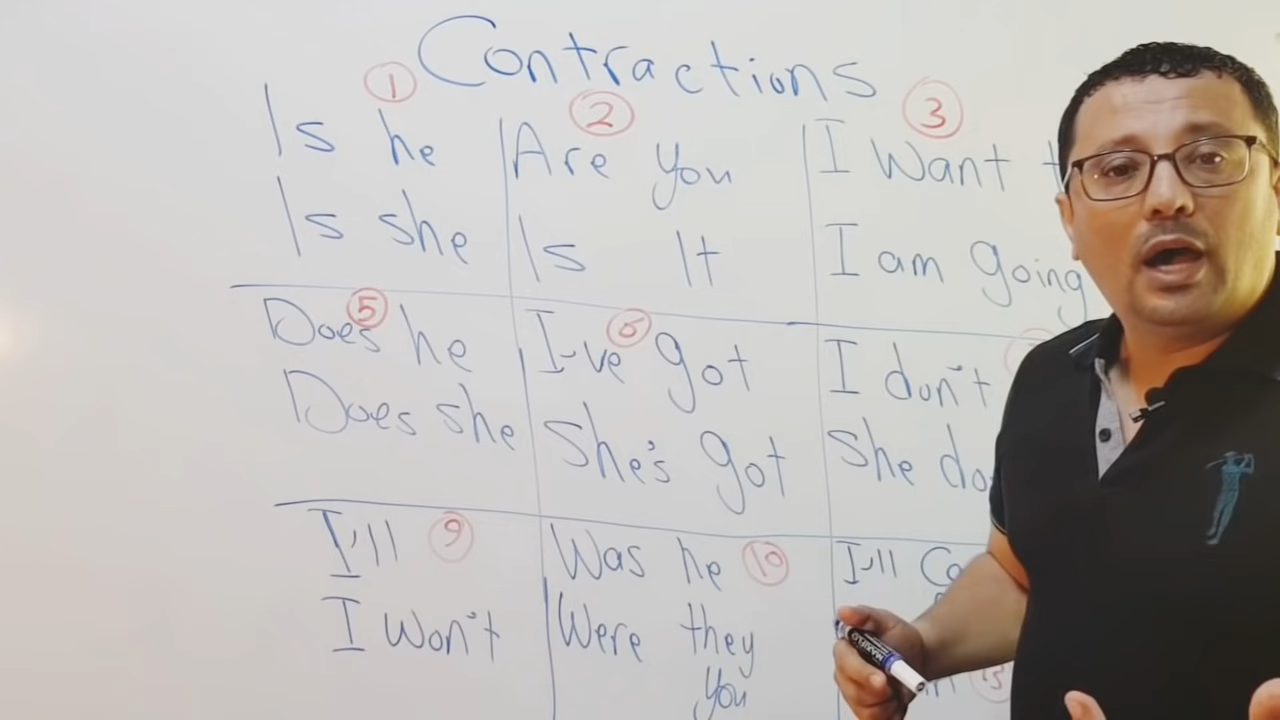 Contractions
1
Is he
Is she
2
Are you
Is It
3
I want
I am going
5
Does he
Does she
6
I've got
She's got
I don't
She
9
I'll
I won't
10
Was he
Were they
you
I'll
15